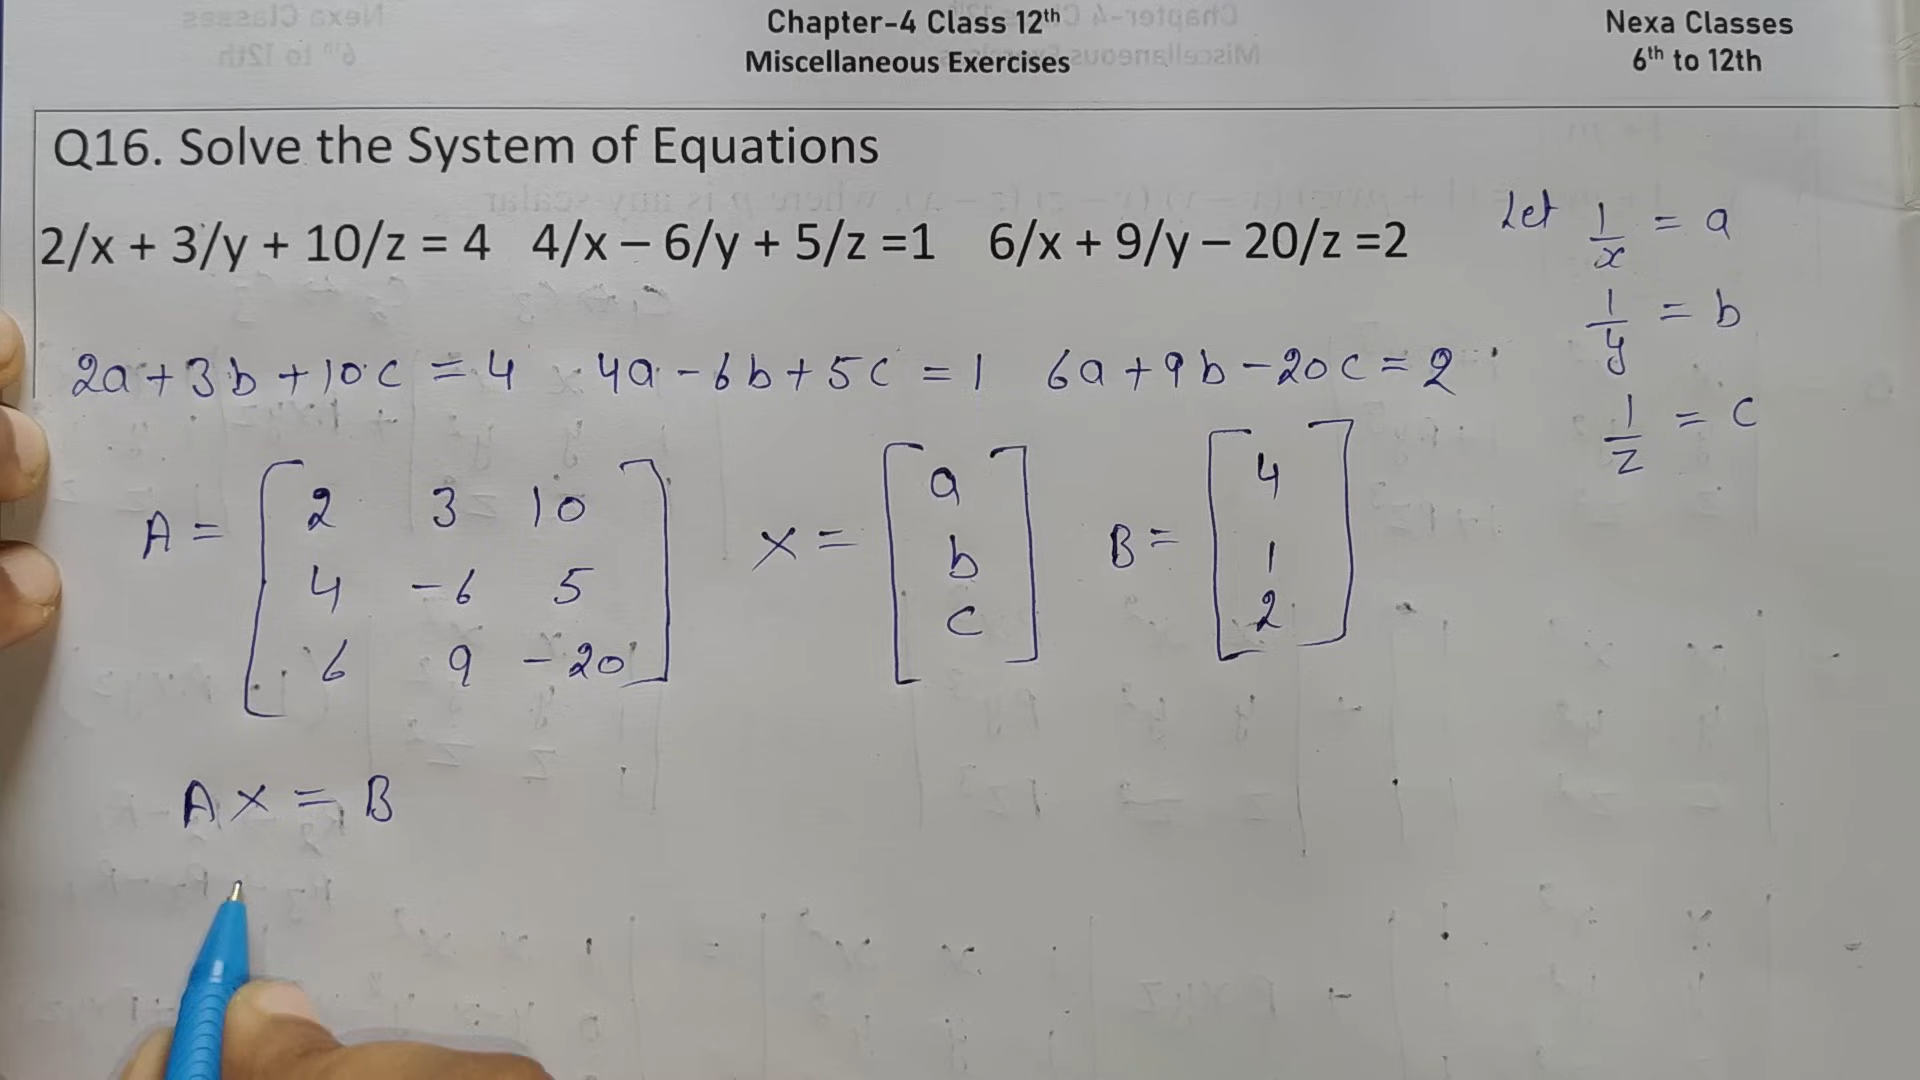 Chapter-4 Class 12th
Miscellaneous Exercises
Nexa Classes
6th to 12th
Q16. Solve the System of Equations
2/x + 3/y + 10/z = 4 4/x – 6/y + 5/z =1 6/x + 9/y – 20/z =2
Let 1/x = a
1/y = b
1/z = c
2a + 3b + 10c = 4 4a - 6b + 5c = 1 6a + 9b - 20c = 2
A = [2 3 10
4 -6 5
6 9 -20]
X = [a
b
c]
B = [4
1
2]
AX = B